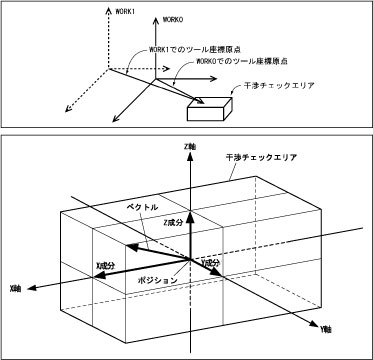 WORK1
WORK0
WORK1でのツール座標原点
WORK0でのツール座標原点
干渉チェックエリア
Z軸
干渉チェックエリア
ベクトル
Z成分
X成分
Y成分
ポジション
X軸
Y軸